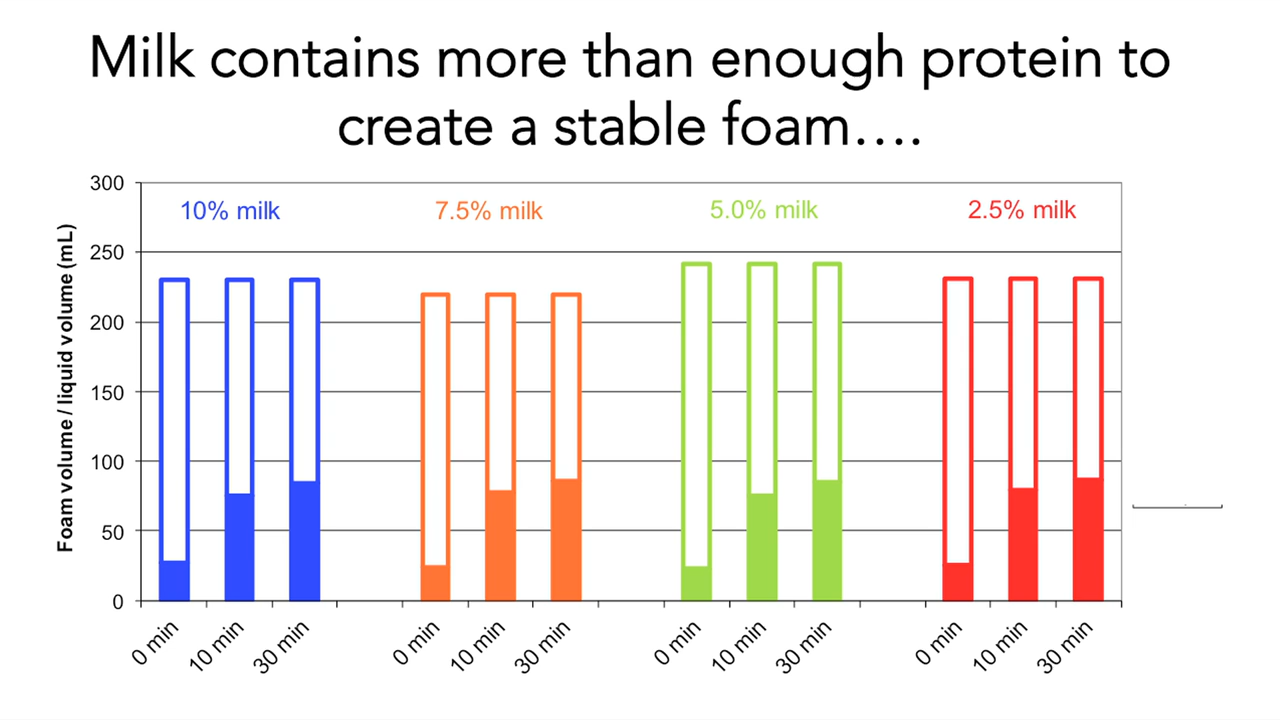 Milk contains more than enough protein to
create a stable foam….
300
250
200
150
100
50
0
Foam volume / liquid volume (mL)
10% milk
7.5% milk
5.0% milk
2.5% milk
0 min
10 min
30 min
0 min
10 min
30 min
0 min
10 min
30 min
0 min
10 min
30 min